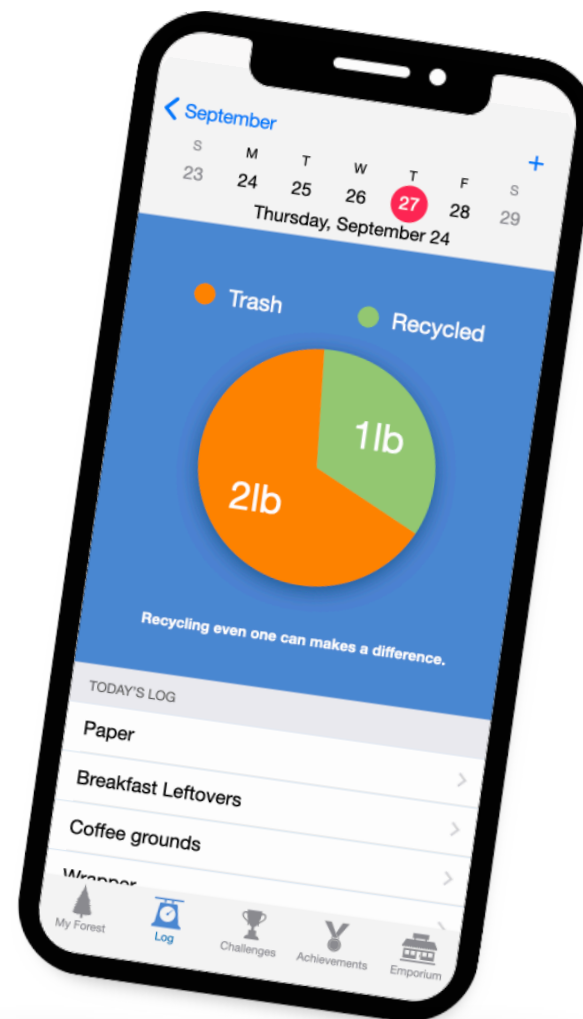 September
+
S M T W T F S
23 24 25 26 27 28 29
Thursday, September 24
Trash Recycled
1lb
2lb
Recycling even one can makes a difference.
TODAY'S LOG
Paper
Breakfast Leftovers
Coffee grounds
Wrapper
My Forest Log Challenges Achievements Emporium